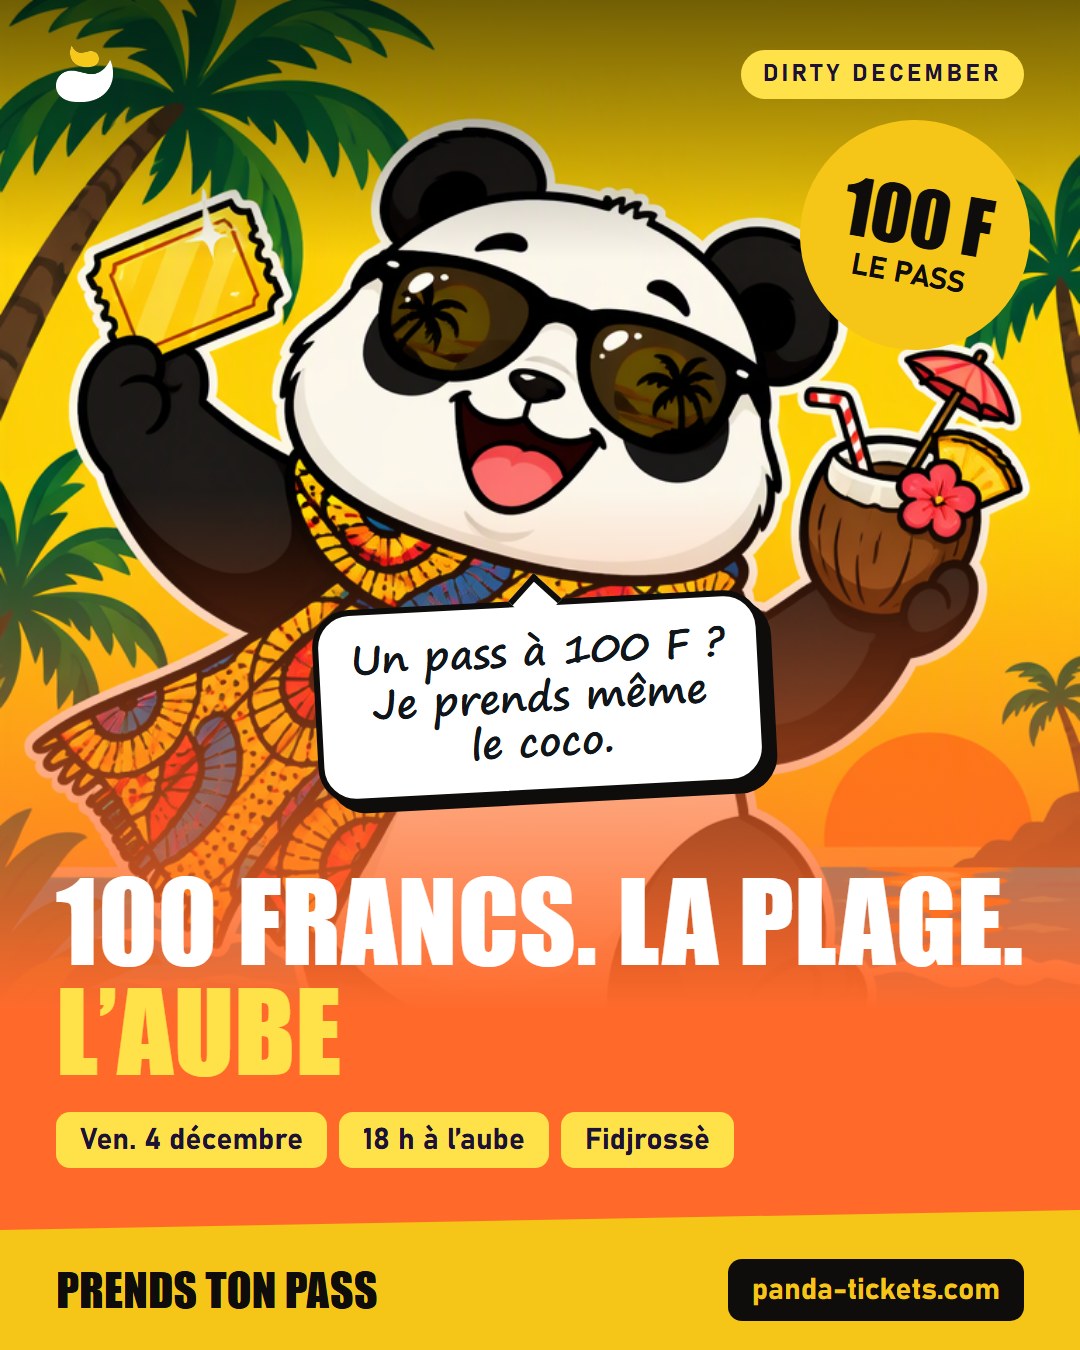 DIRTY DECEMBER
100 F
LE PASS
Un pass à 100 F ?
Je prends même
le coco.
100 FRANCS. LA PLAGE.
L’AUBE
Ven. 4 décembre
18 h à l’aube
Fidjrossè
PRENDS TON PASS
panda-tickets.com